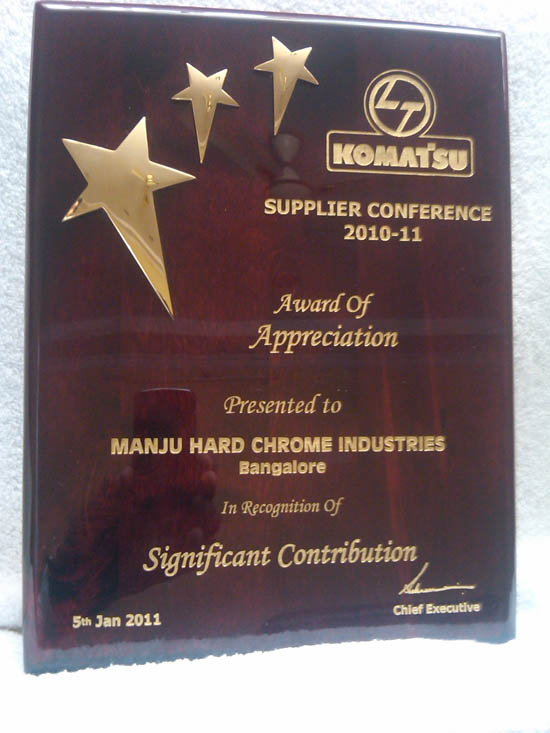 LT
KOMATSU
SUPPLIER CONFERENCE
2010-11
Award Of
Appreciation
Presented to
MANJU HARD CHROME INDUSTRIES
Bangalore
In Recognition Of
Significant Contribution
5th Jan 2011
Chief Executive